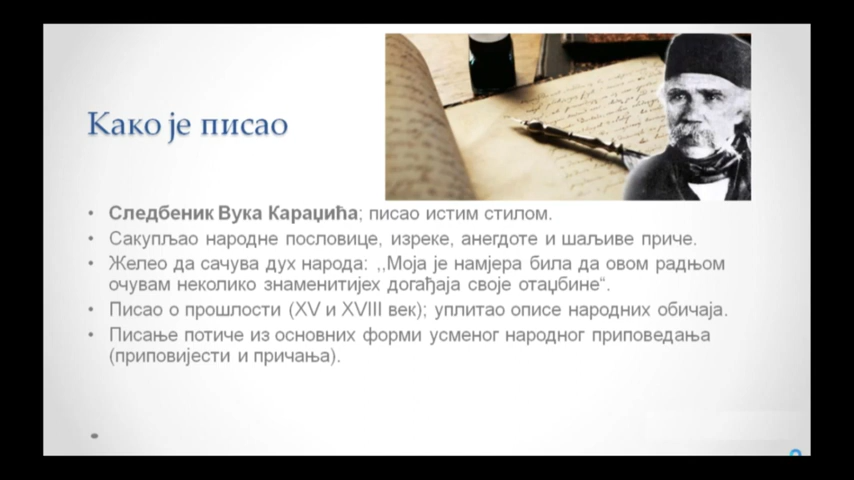 Како је писао
• Следбеник Вука Караџића; писао истим стилом.
• Сакупљао народне пословице, изреке, анегдоте и шаљиве приче.
• Желео да сачува дух народа: ,,Моја је намјера била да овом радњом
очувам неколико знаменитијех догађаја своје отаџбине“.
• Писао о прошлости (XV и XVIII век); уплитао описе народних обичаја.
• Писање потиче из основних форми усменог народног приповедања
(приповијести и причања).